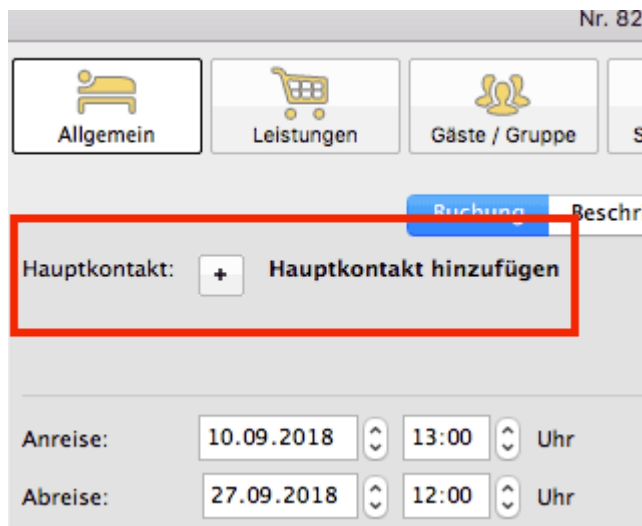 Nr. 82
Allgemein
Leistungen
Gäste / Gruppe
S
Buchung
Beschr
Hauptkontakt:
+
Hauptkontakt hinzufügen
Anreise:
10.09.2018
13:00
Uhr
Abreise:
27.09.2018
12:00
Uhr